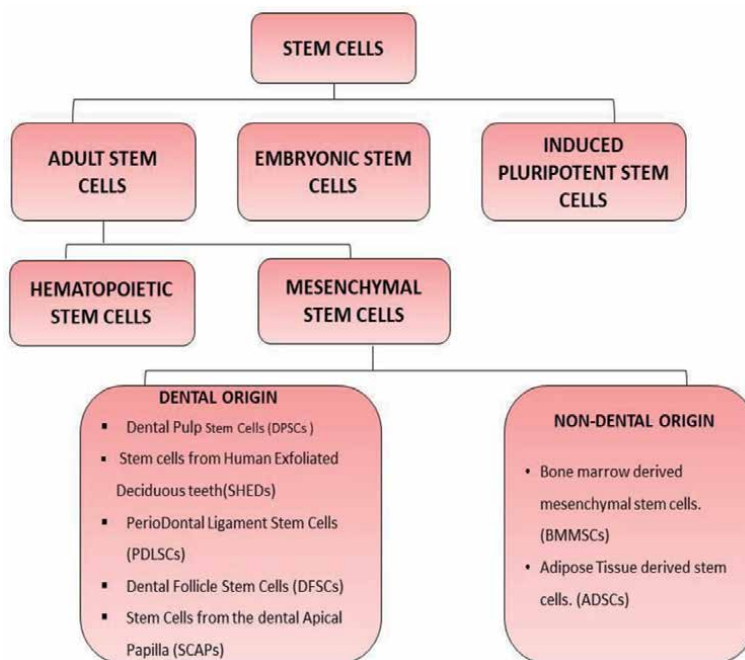 STEM CELLS
ADULT STEM
CELLS
EMBRYONIC STEM
CELLS
INDUCED
PLURIPOTENT STEM
CELLS
HEMATOPOIETIC
STEM CELLS
MESENCHYMAL
STEM CELLS
DENTAL ORIGIN
▪ Dental Pulp Stem Cells (DPSCs )
▪ Stem cells from Human Exfoliated
Deciduous teeth(SHEDs)
▪ PerioDontal Ligament Stem Cells
(PDLSCs)
▪ Dental Follicle Stem Cells (DFSCs)
▪ Stem Cells from the dental Apical
Papilla (SCAPs)
NON-DENTAL ORIGIN
• Bone marrow derived
mesenchymal stem cells.
(BMMSCs)
• Adipose Tissue derived stem
cells. (ADSCs)